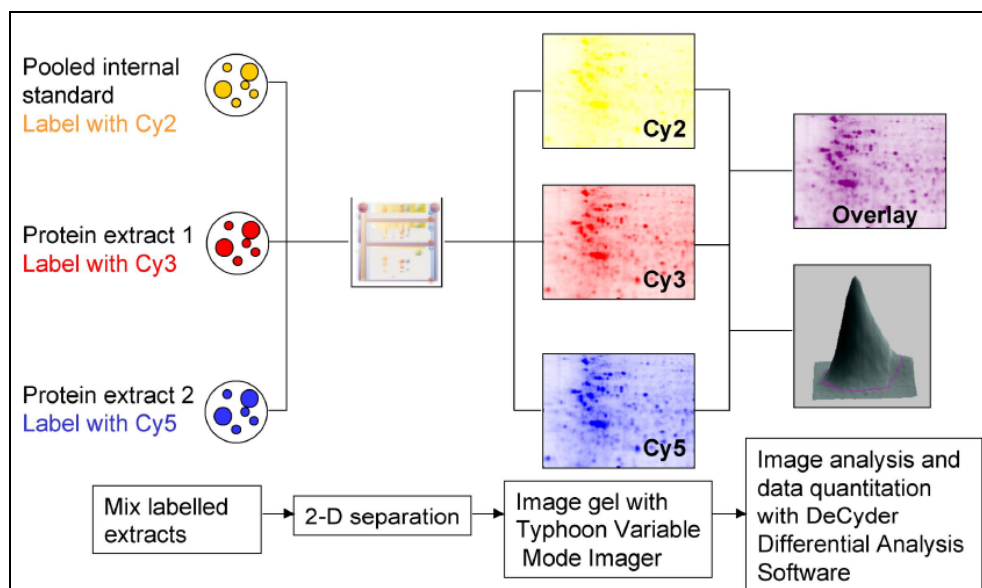 Pooled internal
standard
Label with Cy2
Protein extract 1
Label with Cy3
Protein extract 2
Label with Cy5
Cy2
Cy3
Cy5
Overlay
Mix labelled
extracts
2-D separation
Image gel with
Typhoon Variable
Mode Imager
Image analysis and
data quantitation
with DeCyder
Differential Analysis
Software